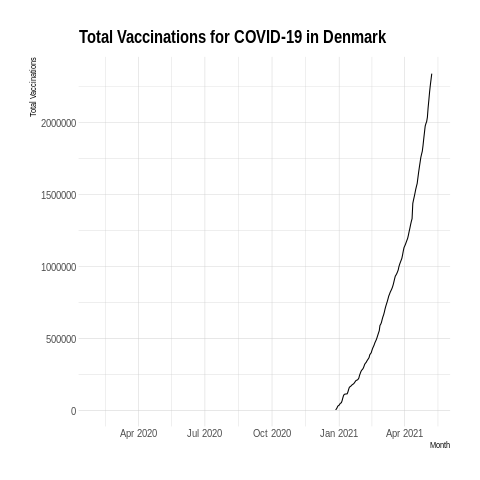 Total Vaccinations for COVID-19 in Denmark
Total Vaccinations
2000000
1500000
1000000
500000
0
Apr 2020 Jul 2020 Oct 2020 Jan 2021 Apr 2021
Month